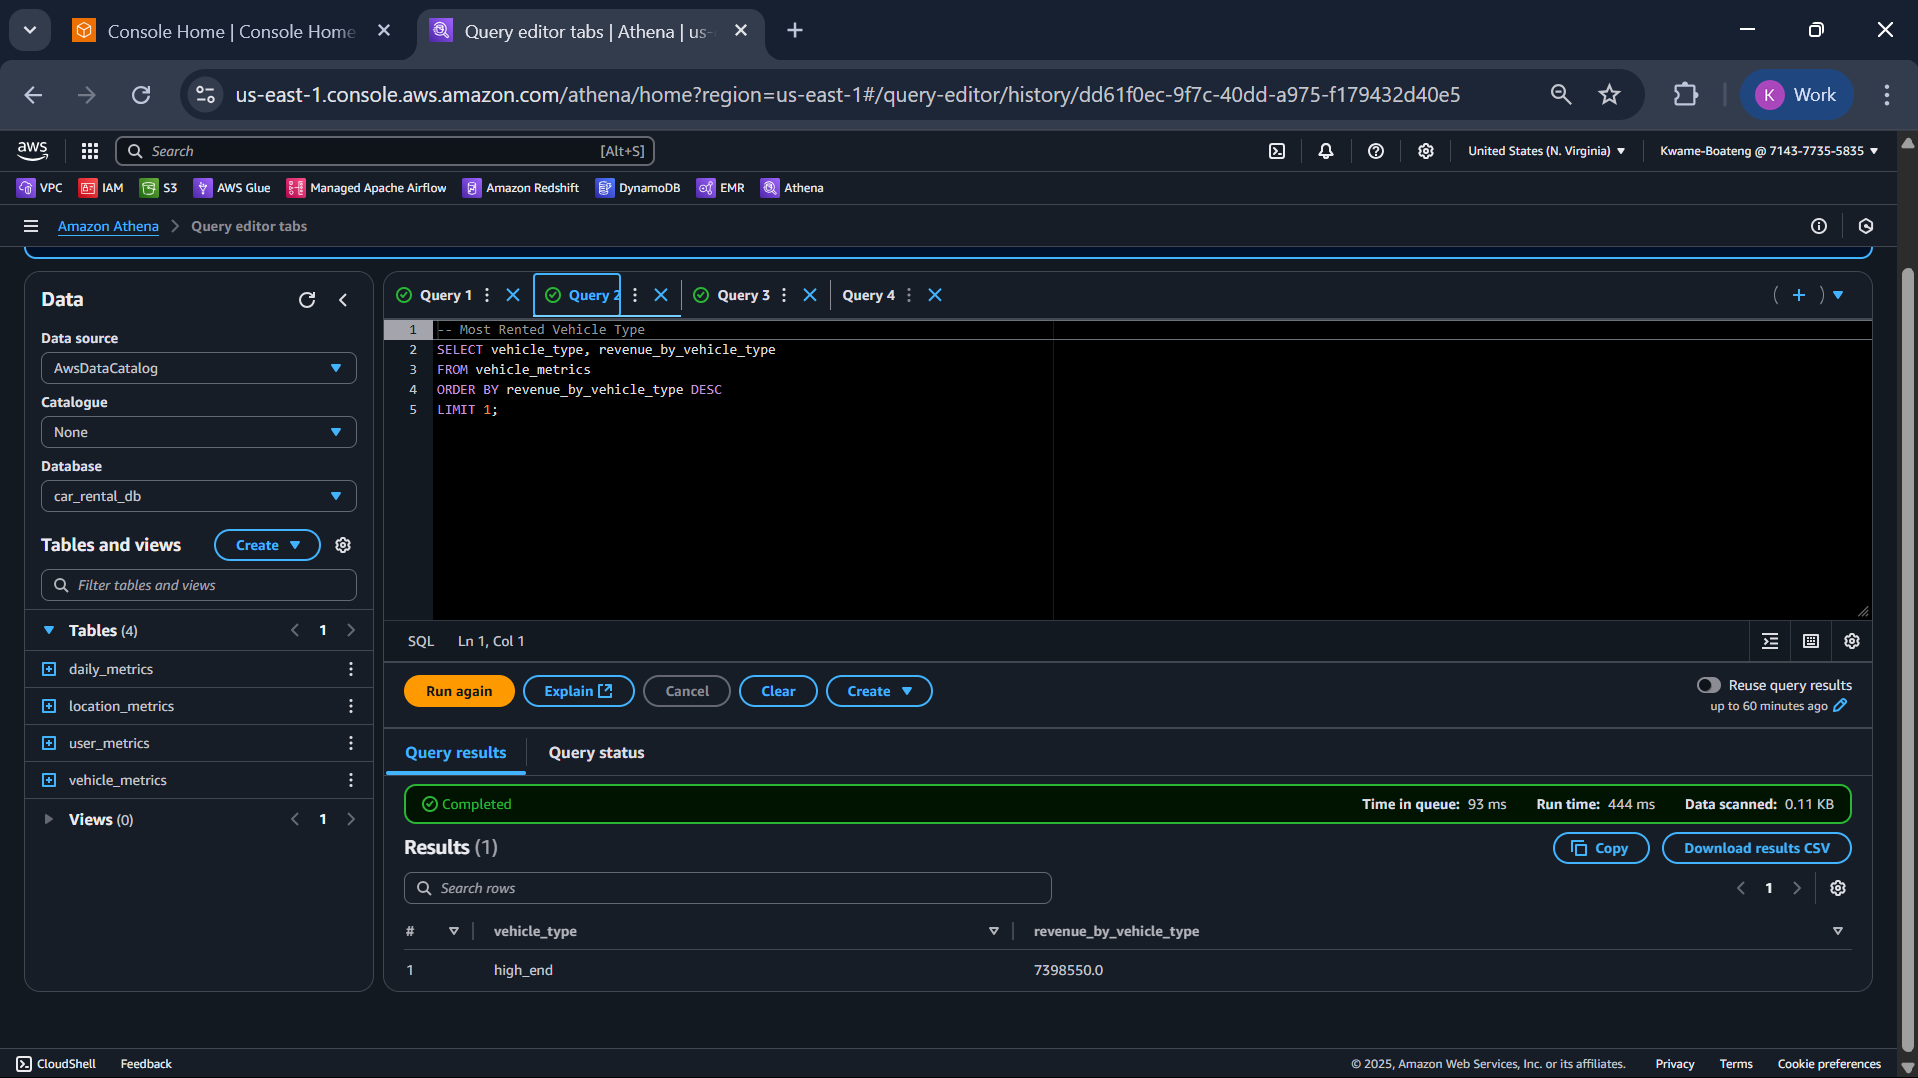 Console Home | Console Home
Query editor tabs | Athena | us-
us-east-1.console.aws.amazon.com/athena/home?region=us-east-1#/query-editor/history/dd61f0ec-9f7c-40dd-a975-f179432d40e5
K Work
aws
Search [Alt+S]
United States (N. Virginia)
Kwame-Boateng @ 7143-7735-5835
VPC IAM S3 AWS Glue Managed Apache Airflow Amazon Redshift DynamoDB EMR Athena
Amazon Athena > Query editor tabs
Data
Data source
AwsDataCatalog
Catalogue
None
Database
car_rental_db
Tables and views
Create
Filter tables and views
Tables (4) 1
daily_metrics
location_metrics
user_metrics
vehicle_metrics
Views (0) 1
Query 1 Query 2 Query 3 Query 4
1 -- Most Rented Vehicle Type
2 SELECT vehicle_type, revenue_by_vehicle_type
3 FROM vehicle_metrics
4 ORDER BY revenue_by_vehicle_type DESC
5 LIMIT 1;
SQL Ln 1, Col 1
Run again Explain Cancel Clear Create
Reuse query results
up to 60 minutes ago
Query results Query status
Completed Time in queue: 93 ms Run time: 444 ms Data scanned: 0.11 KB
Results (1)
Copy Download results CSV
Search rows
1
# vehicle_type revenue_by_vehicle_type
1 high_end 7398550.0
CloudShell Feedback
© 2025, Amazon Web Services, Inc. or its affiliates. Privacy Terms Cookie preferences